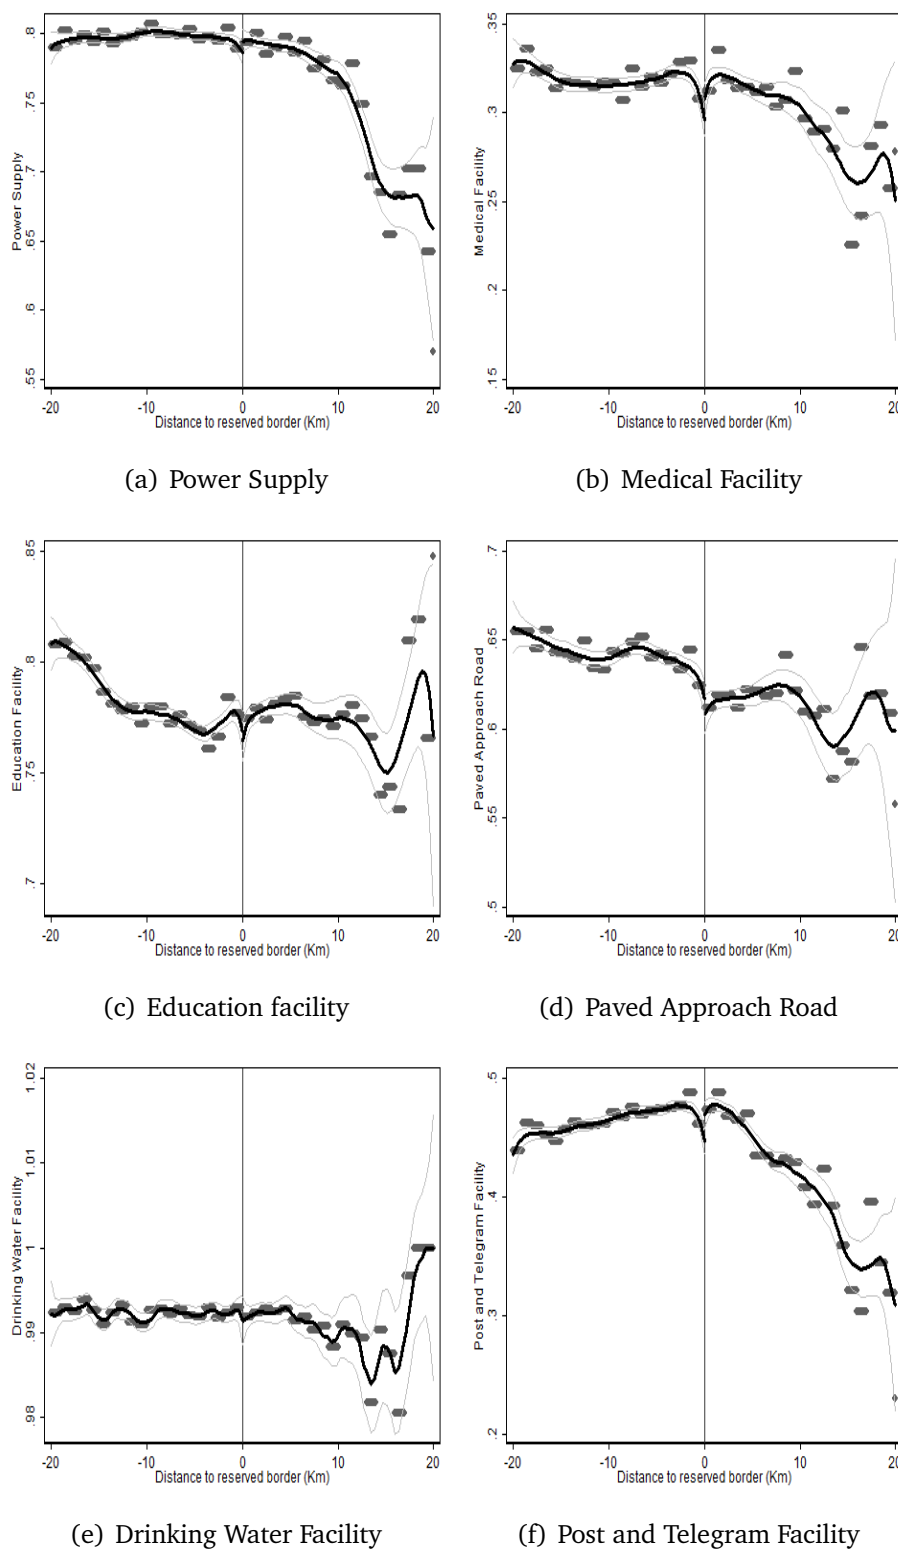 .8
.75
.7
.65
.6
.55
Power Supply
-20 -10 0 10 20
Distance to reserved border (Km)
(a) Power Supply
.35
.3
.25
.2
.15
Medical Facility
-20 -10 0 10 20
Distance to reserved border (Km)
(b) Medical Facility
.85
.8
.75
.7
Education Facility
-20 -10 0 10 20
Distance to reserved border (Km)
(c) Education facility
.7
.65
.6
.55
.5
Paved Approach Road
-20 -10 0 10 20
Distance to reserved border (Km)
(d) Paved Approach Road
1.02
1.01
1
.99
.98
Drinking Water Facility
-20 -10 0 10 20
Distance to reserved border (Km)
(e) Drinking Water Facility
.5
.4
.3
.2
Post and Telegram Facility
-20 -10 0 10 20
Distance to reserved border (Km)
(f) Post and Telegram Facility